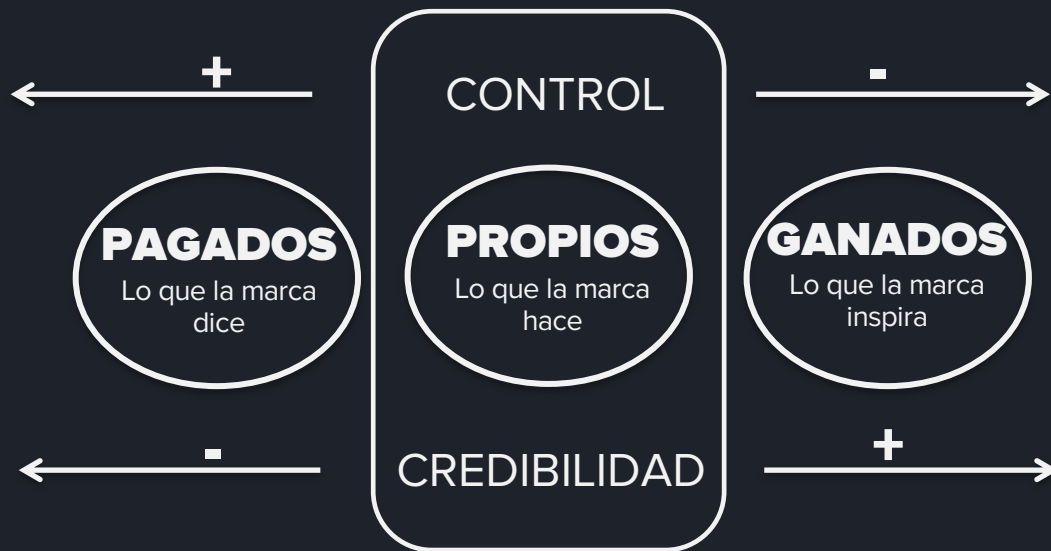 +
CONTROL
-
PAGADOS
Lo que la marca
dice
PROPIOS
Lo que la marca
hace
GANADOS
Lo que la marca
inspira
-
CREDIBILIDAD
+